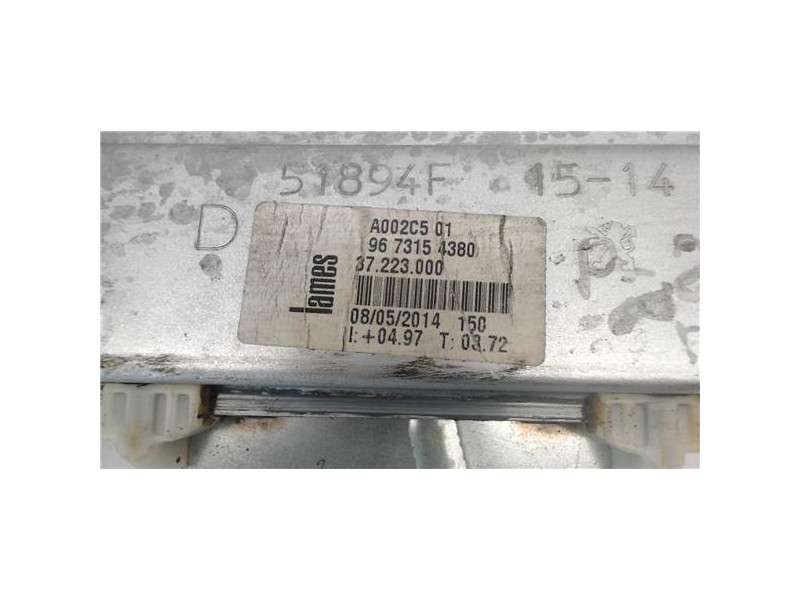 51894F 15-14
D
lames
A002C5 01
96 7315 4380
37.223.000
08/05/2014 150
I: +04.97 T: 03.72